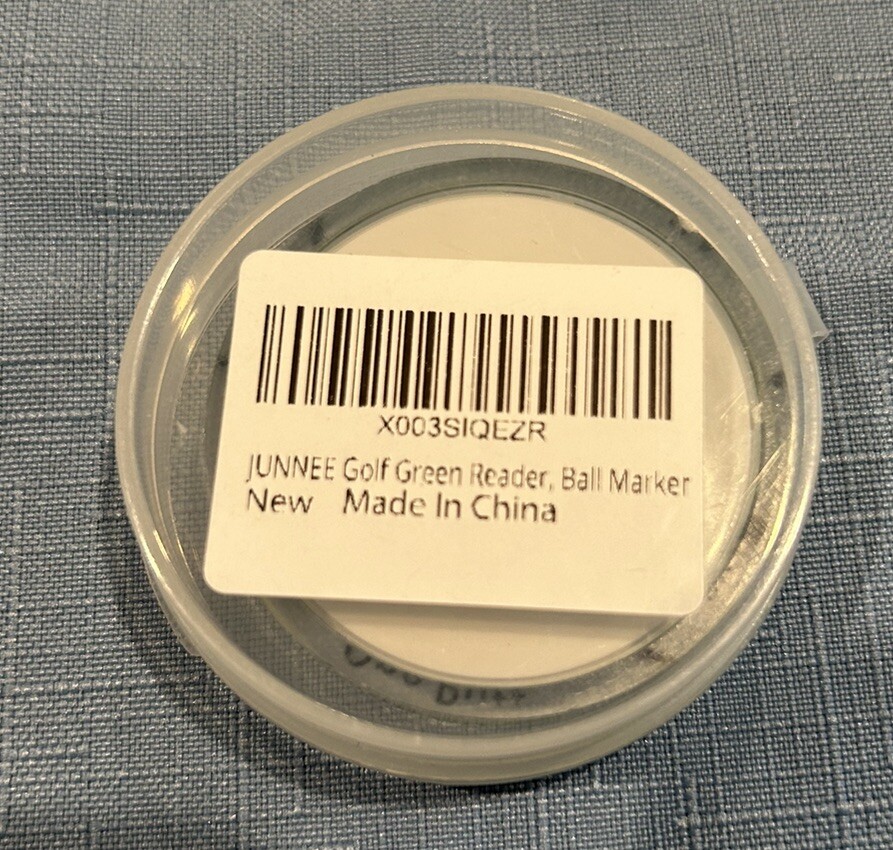 X003SIQEZR
JUNNEE Golf Green Reader, Ball Marker
New Made In China